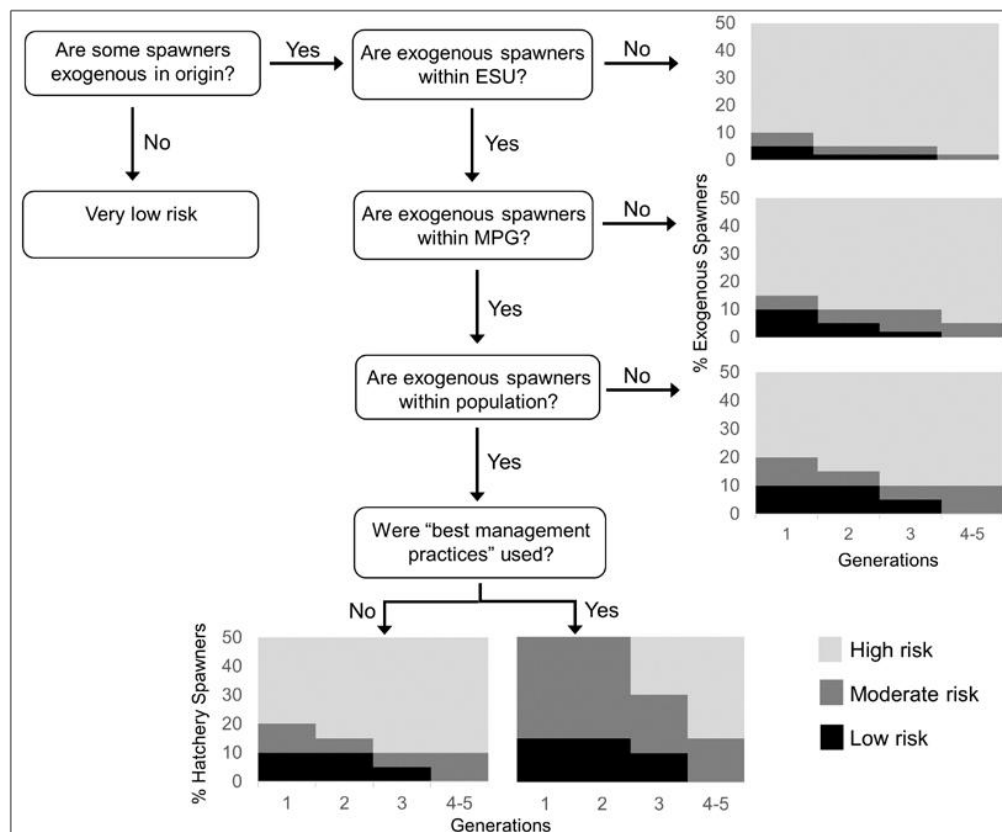 Are some spawners
exogenous in origin?
Yes
Are exogenous spawners
within ESU?
No
50
40
30
20
10
0
No
Yes
Very low risk
Are exogenous spawners
within MPG?
No
% Exogenous Spawners
50
40
30
20
10
0
Yes
Are exogenous spawners
within population?
No
50
40
30
20
10
0
1 2 3 4-5
Generations
Yes
Were “best management
practices” used?
No
Yes
% Hatchery Spawners
50
40
30
20
10
0
1 2 3 4-5
1 2 3 4-5
Generations
High risk
Moderate risk
Low risk